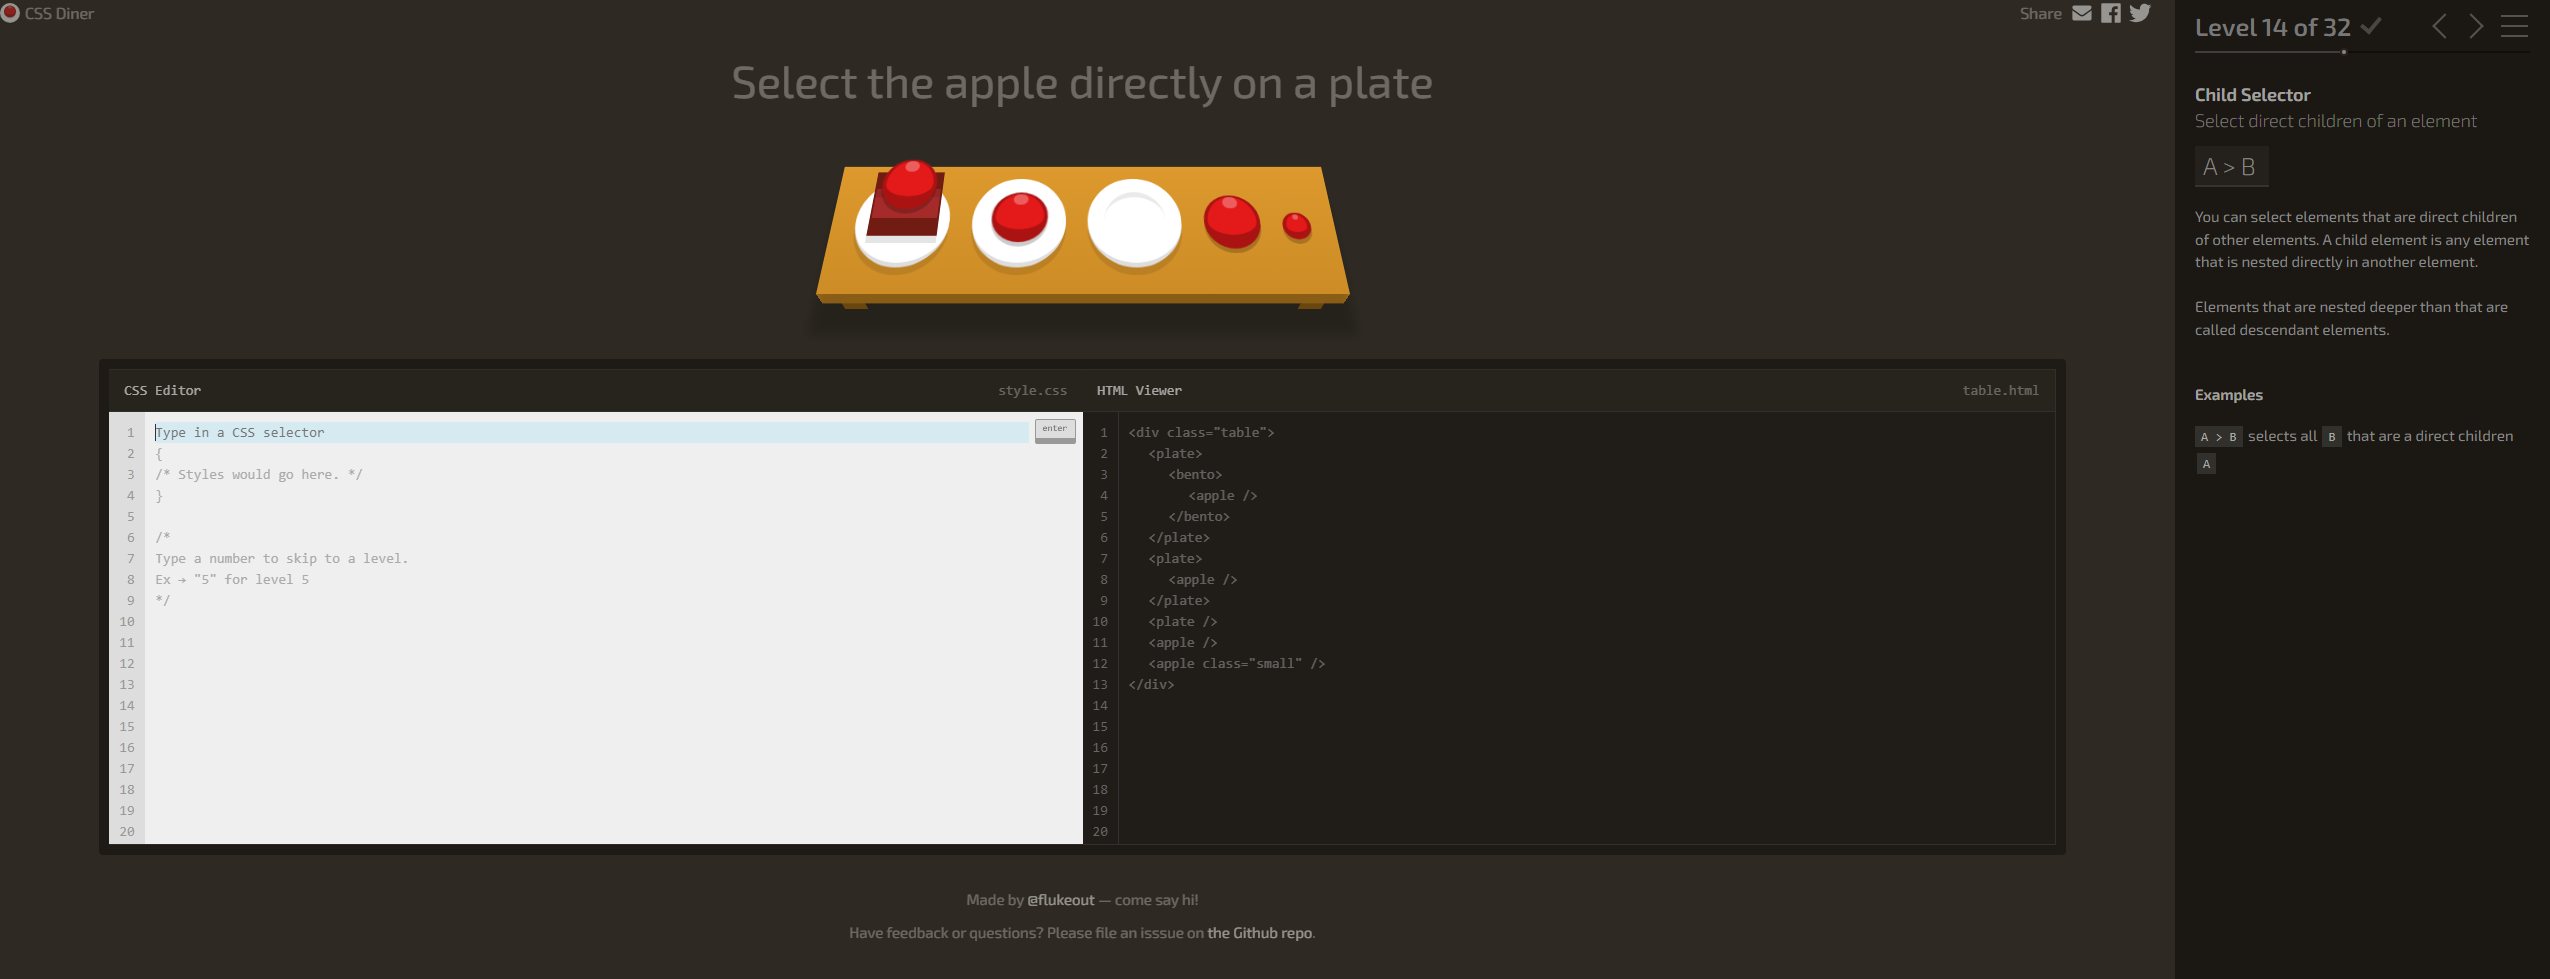 CSS Diner
Share
Select the apple directly on a plate
CSS Editor
style.css
1 Type in a CSS selector
enter
2 {
3 /* Styles would go here. */
4 }
5
6 /*
7 Type a number to skip to a level.
8 Ex → "5" for level 5
9 */
10
11
12
13
14
15
16
17
18
19
20
HTML Viewer
table.html
1 <div class="table">
2 <plate>
3 <bento>
4 <apple />
5 </bento>
6 </plate>
7 <plate>
8 <apple />
9 </plate>
10 <plate />
11 <apple />
12 <apple class="small" />
13 </div>
14
15
16
17
18
19
20
Made by @flukeout — come say hi!
Have feedback or questions? Please file an isssue on the Github repo.
Level 14 of 32
Child Selector
Select direct children of an element
A > B
You can select elements that are direct children
of other elements. A child element is any element
that is nested directly in another element.
Elements that are nested deeper than that are
called descendant elements.
Examples
A > B selects all B that are a direct children
A